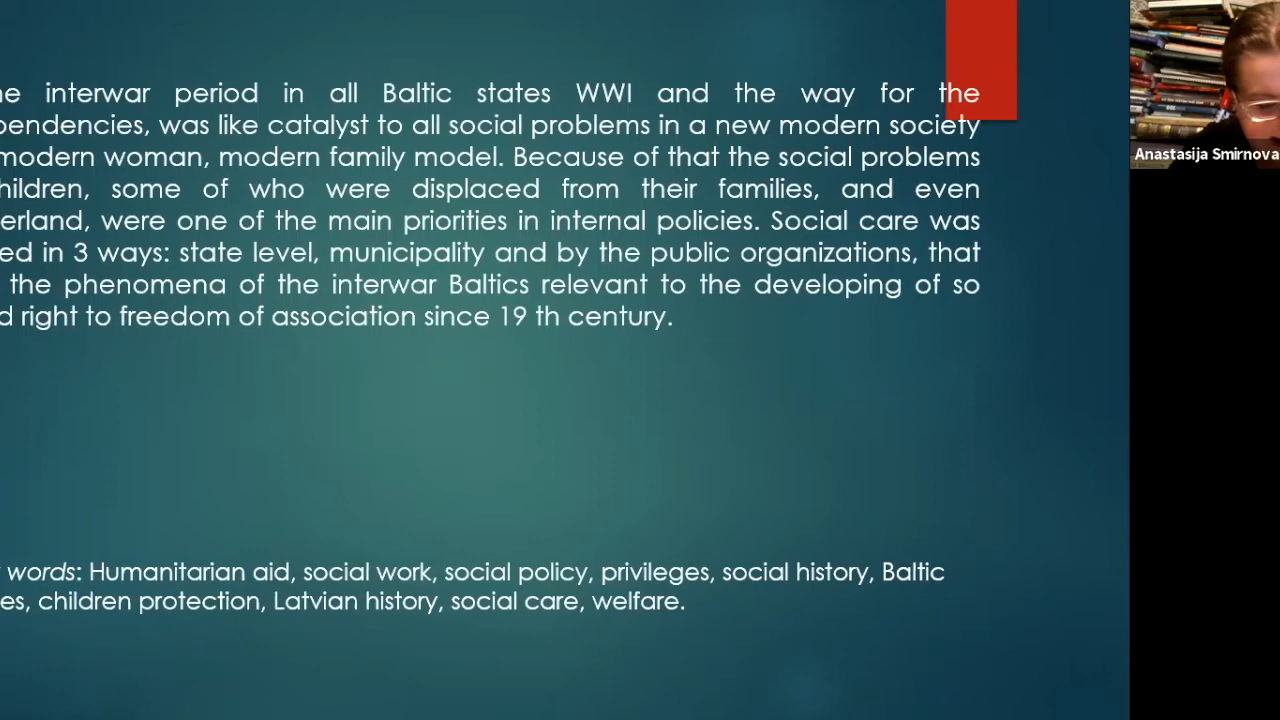 he interwar period in all Baltic states WWI and the way for the
pendencies, was like catalyst to all social problems in a new modern society
modern woman, modern family model. Because of that the social problems
hildren, some of who were displaced from their families, and even
erland, were one of the main priorities in internal policies. Social care was
ed in 3 ways: state level, municipality and by the public organizations, that
the phenomena of the interwar Baltics relevant to the developing of so
d right to freedom of association since 19 th century.
words: Humanitarian aid, social work, social policy, privileges, social history, Baltic
es, children protection, Latvian history, social care, welfare.
Anastasija Smirnova